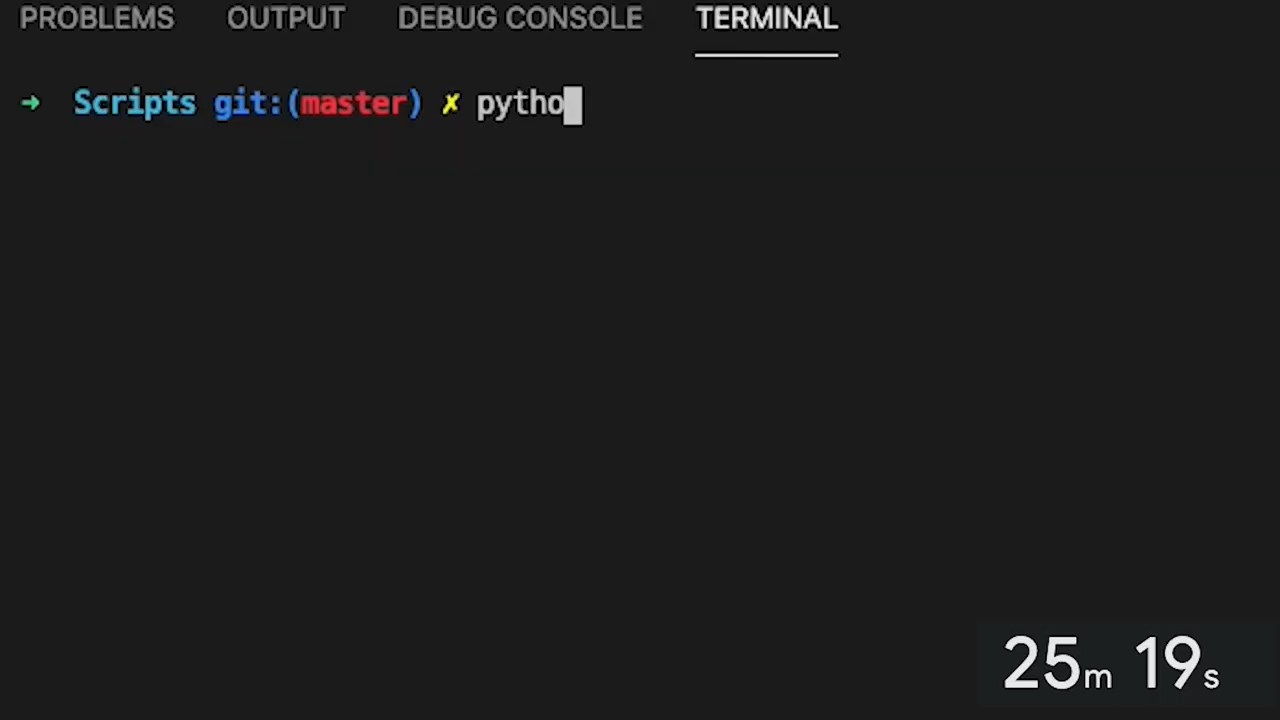 PROBLEMS OUTPUT DEBUG CONSOLE TERMINAL
➜ Scripts git:(master) ✗ pytho
25m 19s